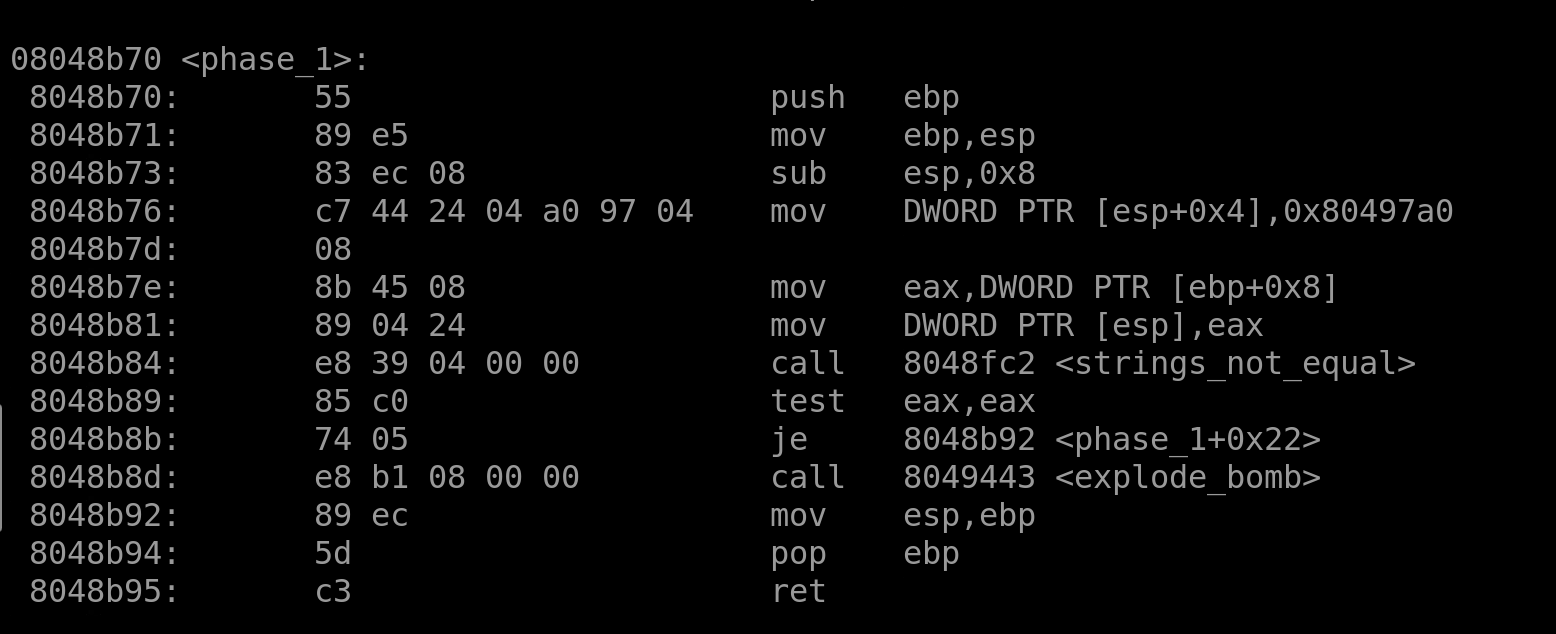 08048b70 <phase_1>:
 8048b70:	55                   	push   ebp
 8048b71:	89 e5                	mov    ebp,esp
 8048b73:	83 ec 08             	sub    esp,0x8
 8048b76:	c7 44 24 04 a0 97 04 	mov    DWORD PTR [esp+0x4],0x80497a0
 8048b7d:	08
 8048b7e:	8b 45 08             	mov    eax,DWORD PTR [ebp+0x8]
 8048b81:	89 04 24             	mov    DWORD PTR [esp],eax
 8048b84:	e8 39 04 00 00       	call   8048fc2 <strings_not_equal>
 8048b89:	85 c0                	test   eax,eax
 8048b8b:	74 05                	je     8048b92 <phase_1+0x22>
 8048b8d:	e8 b1 08 00 00       	call   8049443 <explode_bomb>
 8048b92:	89 ec                	mov    esp,ebp
 8048b94:	5d                   	pop    ebp
 8048b95:	c3                   	ret